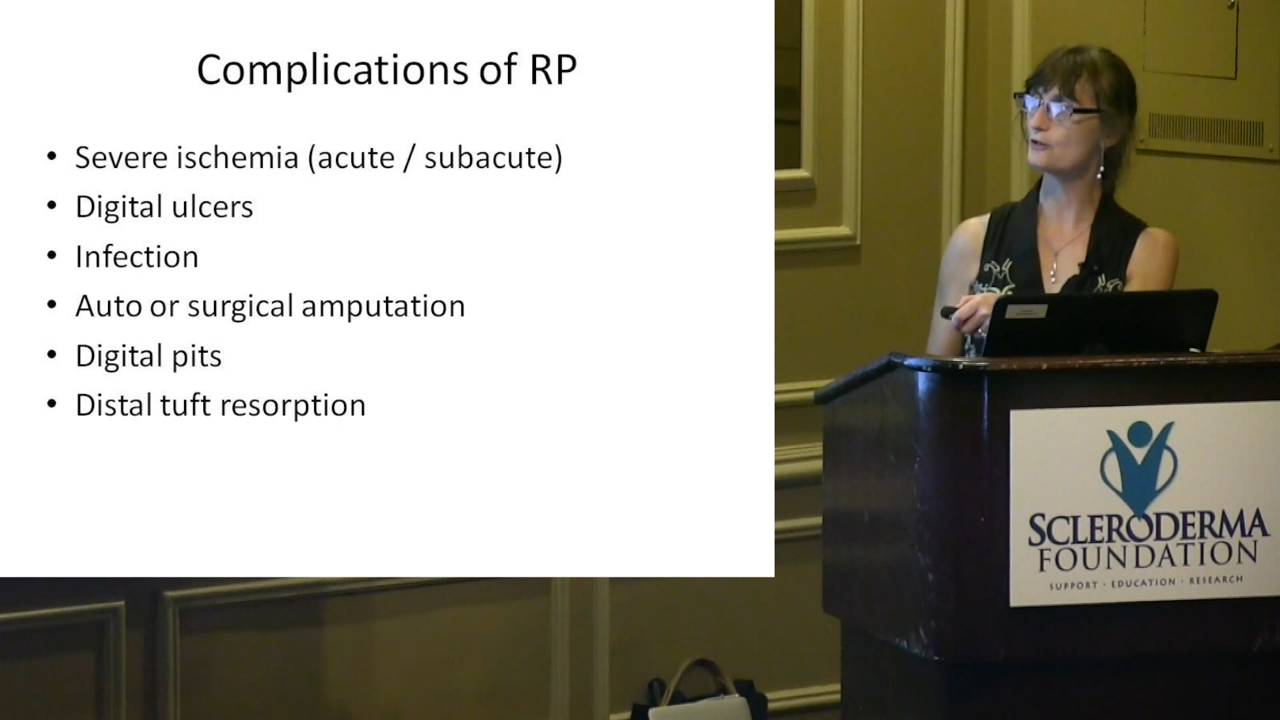 Complications of RP
• Severe ischemia (acute / subacute)
• Digital ulcers
• Infection
• Auto or surgical amputation
• Digital pits
• Distal tuft resorption
SCLERODERMA
FOUNDATION
SUPPORT · EDUCATION · RESEARCH